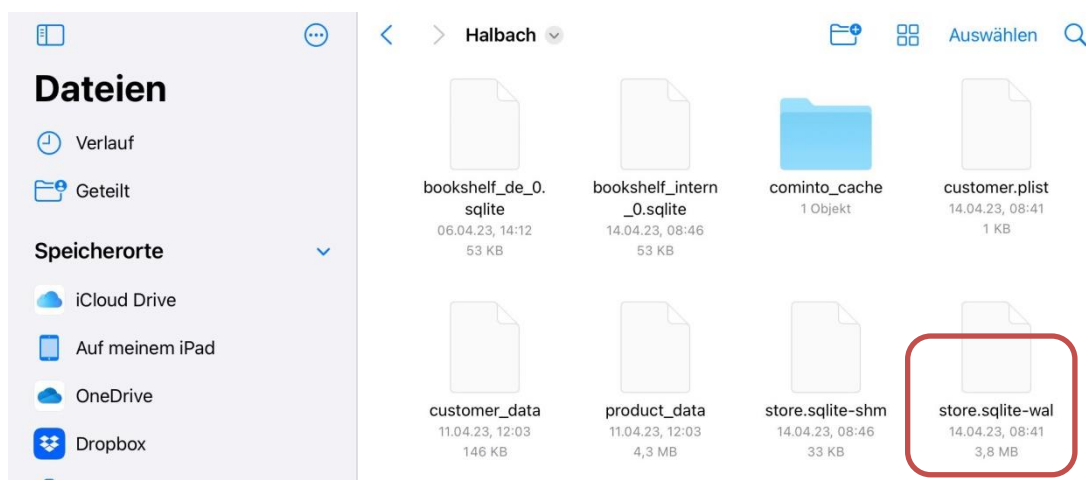 Dateien
Verlauf
Geteilt
Speicherorte
iCloud Drive
Auf meinem iPad
OneDrive
Dropbox
Halbach
Auswählen
bookshelf_de_0.
sqlite
06.04.23, 14:12
53 KB
bookshelf_intern
_0.sqlite
14.04.23, 08:46
53 KB
cominto_cache
1 Objekt
customer.plist
14.04.23, 08:41
1 KB
customer_data
11.04.23, 12:03
146 KB
product_data
11.04.23, 12:03
4,3 MB
store.sqlite-shm
14.04.23, 08:46
33 KB
store.sqlite-wal
14.04.23, 08:41
3,8 MB